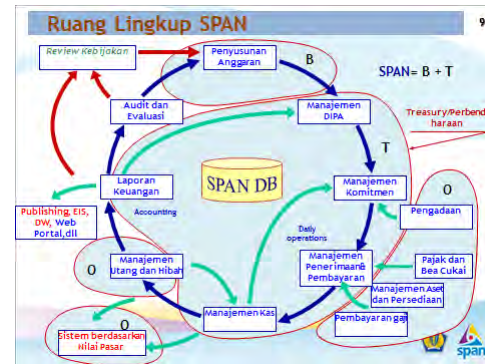 Ruang Lingkup SPAN
9
Review Kebijakan
Penyusunan
Anggaran
B
SPAN= B + T
Audit dan
Evaluasi
Manajemen
DIPA
Treasury/Perbend
haraan
T
Laporan
Keuangan
SPAN DB
Manajemen
Komitmen
O
Publishing, EIS,
DW, Web
Portal,dll
Accounting
Pengadaan
Daily
operations
O
Manajemen
Utang dan Hibah
Manajemen
Penerimaan&
Pembayaran
Pajak dan
Bea Cukai
Manajemen Aset
dan Persediaan
Manajemen Kas
Pembayaran gaji
O
Sistem berdasarkan
Nilai Pasar
span